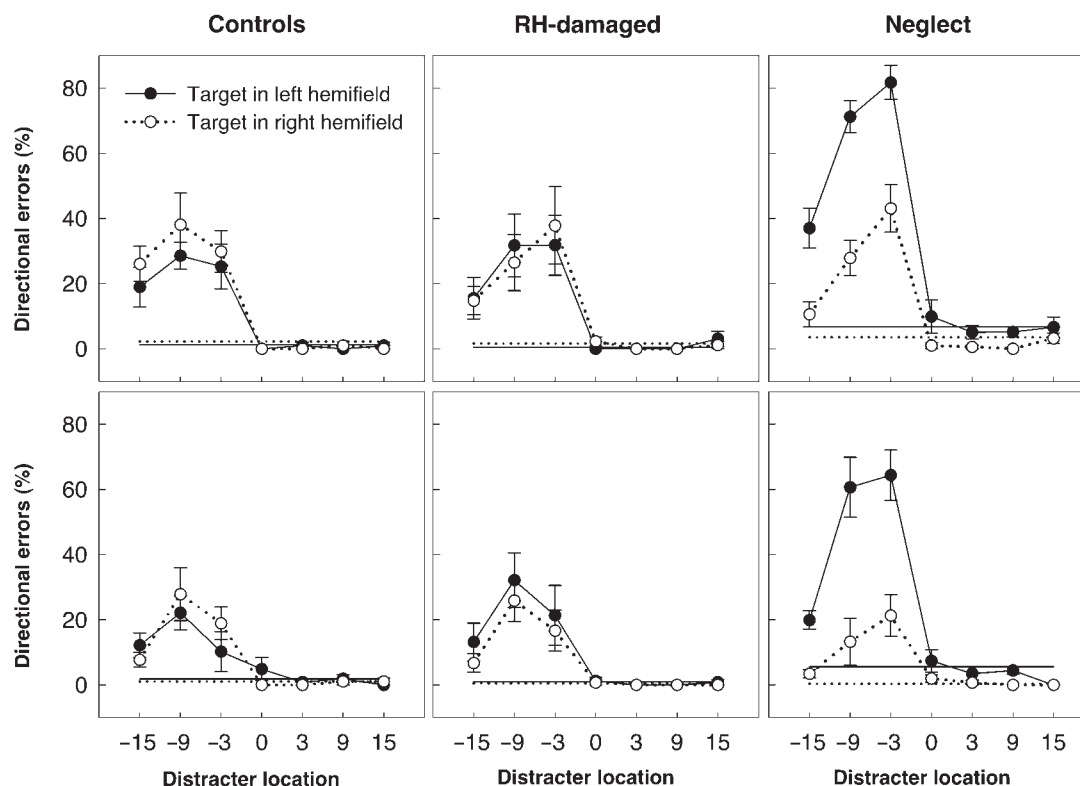 Controls
RH-damaged
Neglect
Directional errors (%)
80
60
40
20
0
Target in left hemifield
Target in right hemifield
Directional errors (%)
80
60
40
20
0
−15 −9 −3 0 3 9 15
−15 −9 −3 0 3 9 15
−15 −9 −3 0 3 9 15
Distracter location
Distracter location
Distracter location